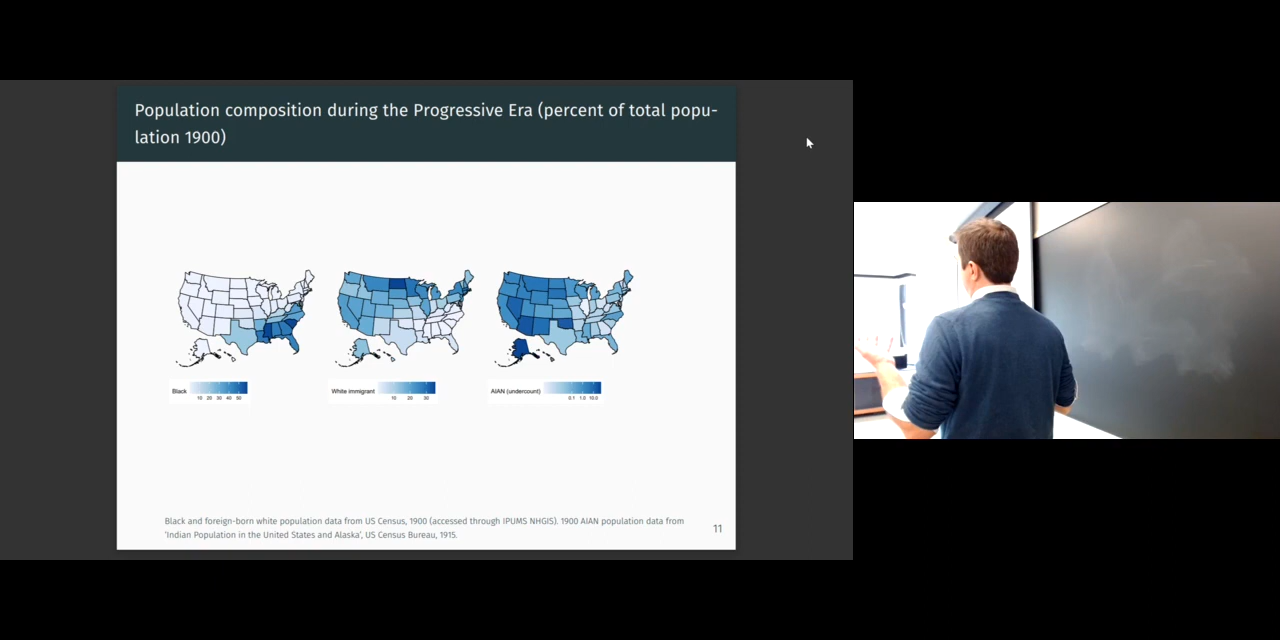 Population composition during the Progressive Era (percent of total popu-
lation 1900)
Black
10 20 30 40 50
White immigrant
10 20 30
AIAN (undercount)
0.1 1.0 10.0
Black and foreign-born white population data from US Census, 1900 (accessed through IPUMS NHGIS). 1900 AIAN population data from
'Indian Population in the United States and Alaska', US Census Bureau, 1915.
11